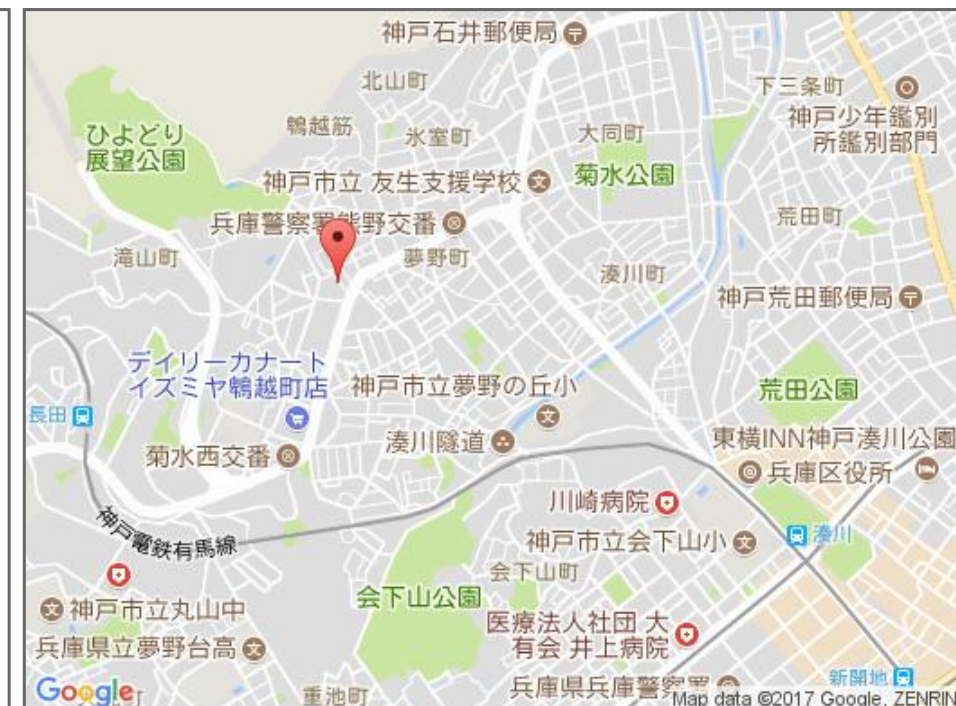 神戸石井郵便局
北山町
下三条町
ひよどり
展望公園
鵯越筋
氷室町
大同町
神戸少年鑑別
所鑑別部門
神戸市立 友生支援学校
菊水公園
兵庫警察署熊野交番
荒田町
滝山町
夢野町
湊川町
神戸荒田郵便局
デイリーカナート
イズミヤ鵯越町店
神戸市立夢野の丘小
荒田公園
長田
菊水西交番
湊川隧道
東横INN神戸湊川公園
兵庫区役所
川崎病院
神戸電鉄有馬線
神戸市立会下山小
湊川
会下山町
会下山公園
神戸市立丸山中
医療法人社団 大
有会 井上病院
兵庫県立夢野台高
新開地
Google
重池町
兵庫県兵庫警察署
Map data ©2017 Google, ZENRIN